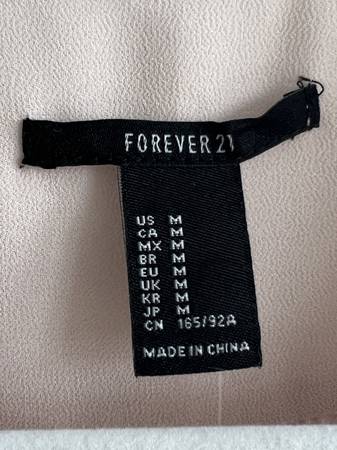 FOREVER 21
US M
CA M
MX M
BR M
EU M
UK M
KR M
JP M
CN 165/92A
MADE IN CHINA